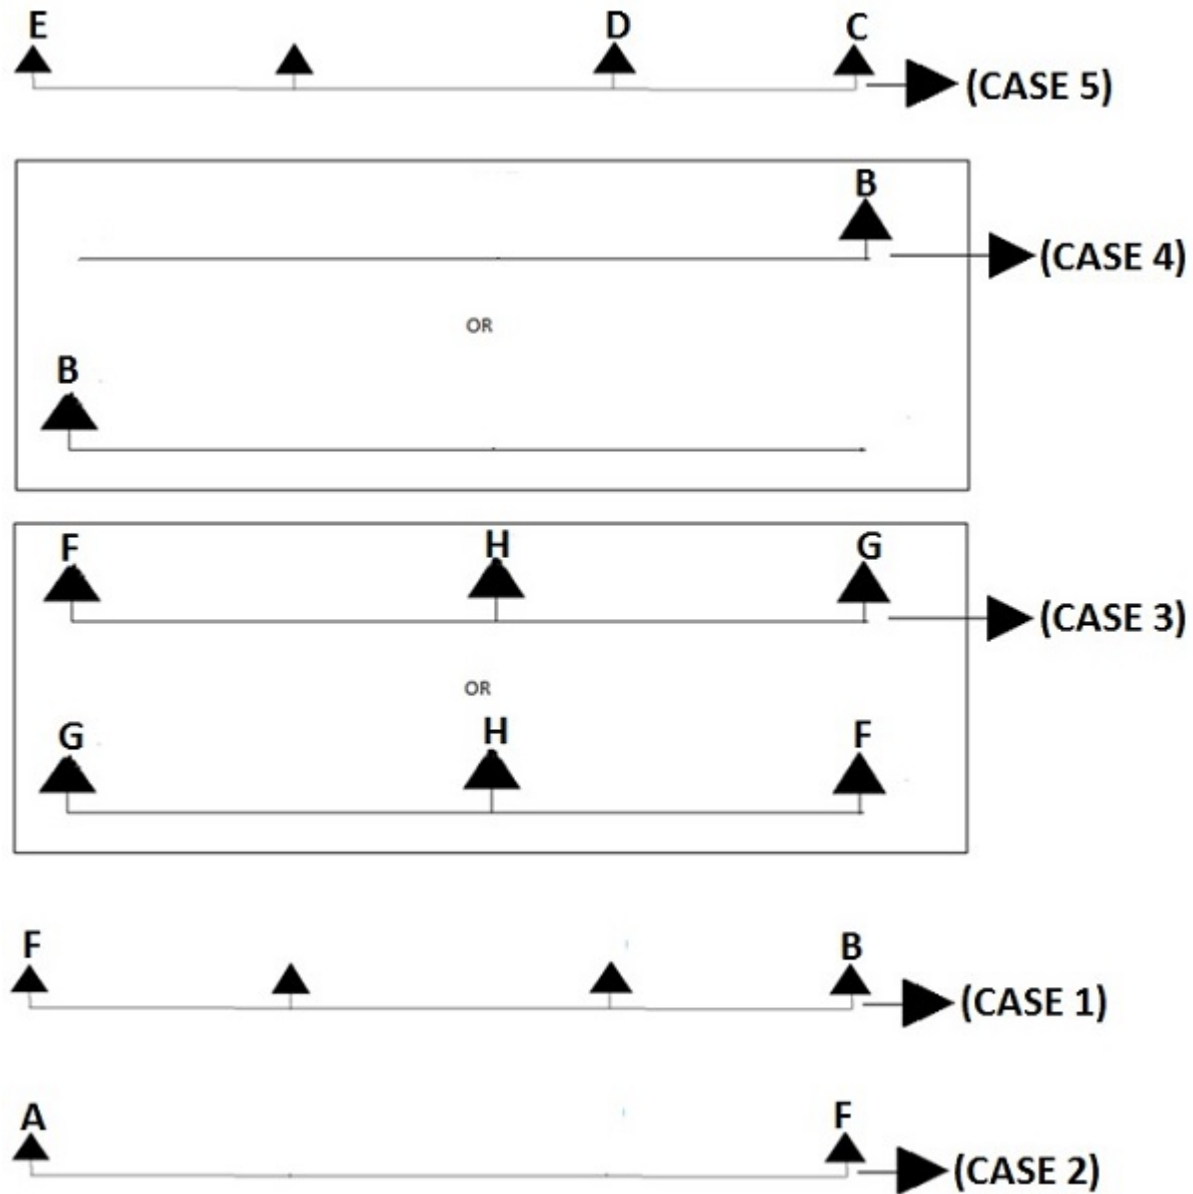 E D C
(CASE 5)
B
(CASE 4)
OR
B
F H G
(CASE 3)
OR
G H F
F B
(CASE 1)
A F
(CASE 2)